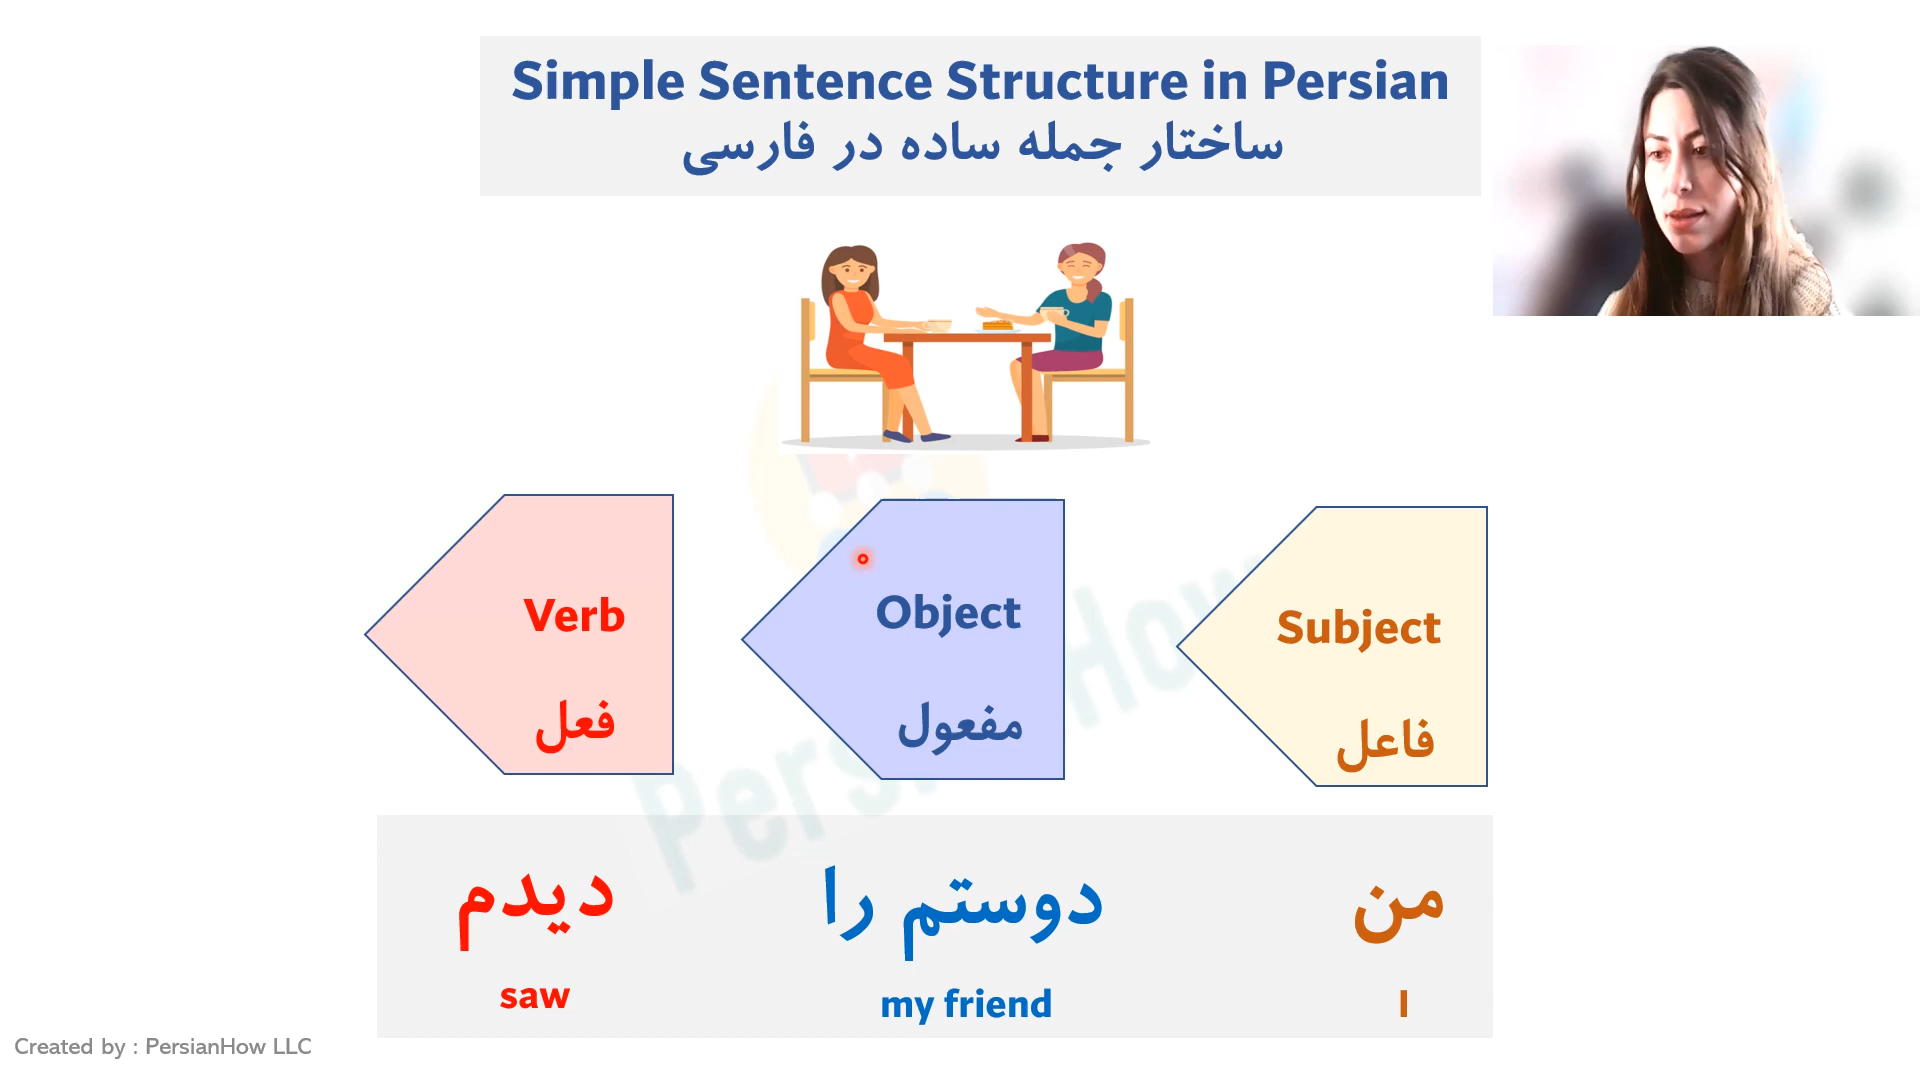 Simple Sentence Structure in Persian
ساختار جمله ساده در فارسی
Subject
فاعل
Object
مفعول
Verb
فعل
من
دوستم را
دیدم
I
my friend
saw
Created by : PersianHow LLC
PersianHow